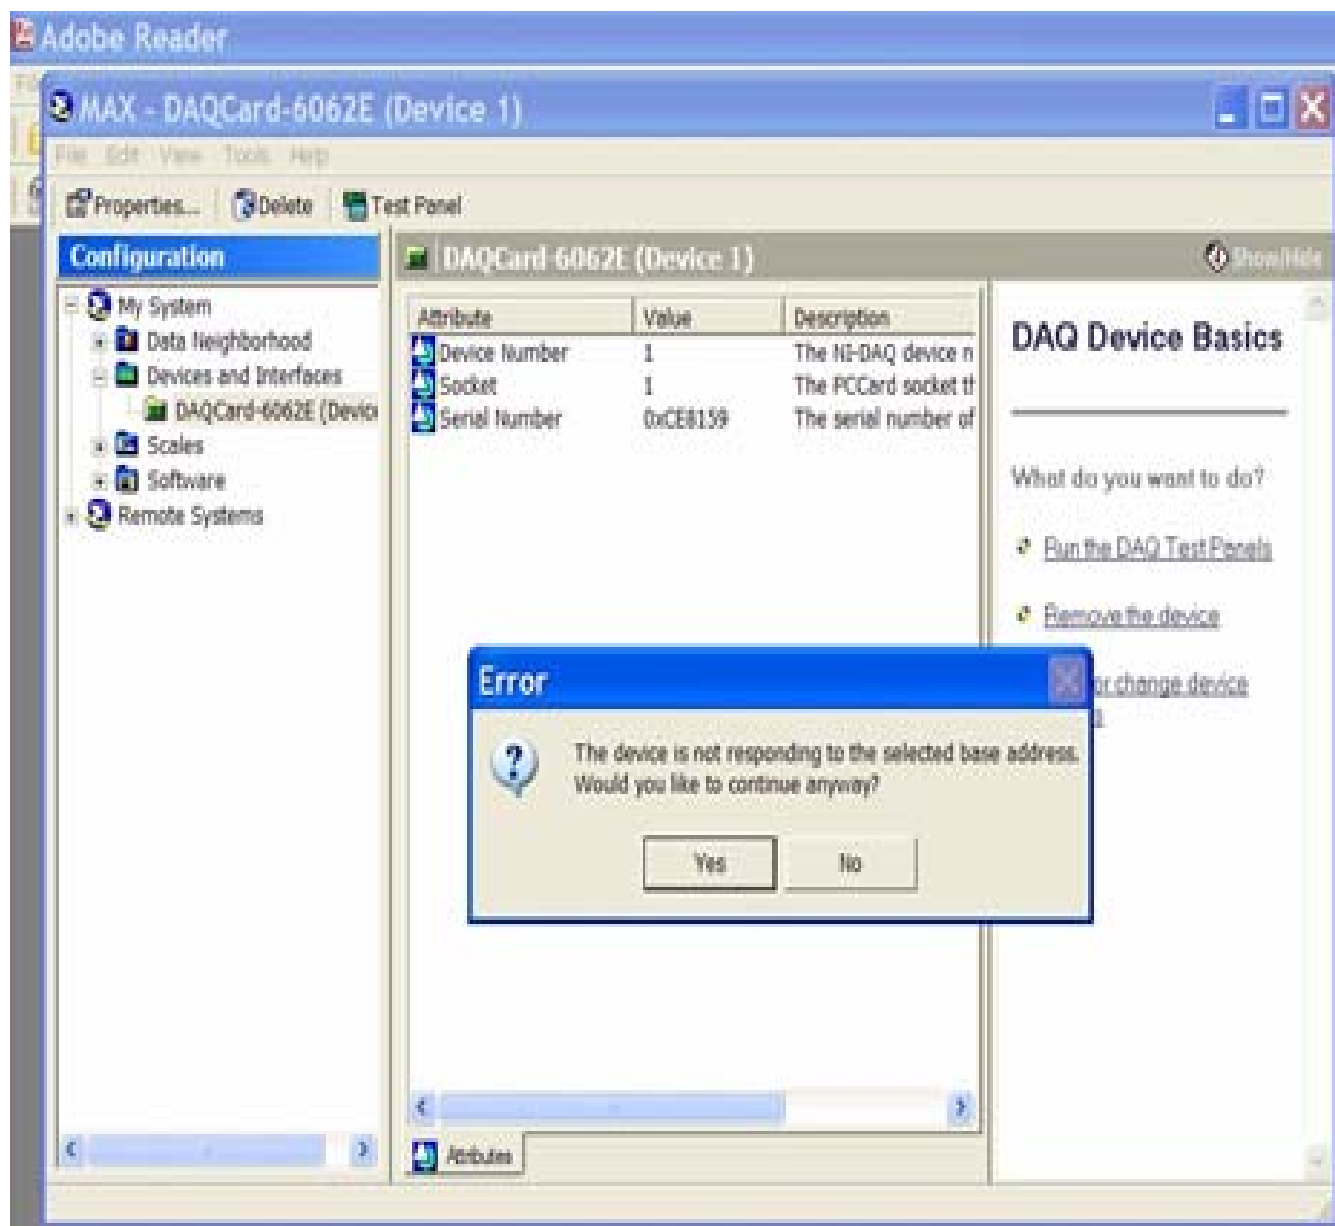 Adobe Reader
MAX - DAQCard-6062E (Device 1)
File Edit View Tools Help
Properties... Delete Test Panel
Configuration
DAQCard-6062E (Device 1)
Show/Hide
My System
Data Neighborhood
Devices and Interfaces
DAQCard-6062E (Device
Scales
Software
Remote Systems
Attribute Value Description
Device Number 1 The NI-DAQ device n
Socket 1 The PCCard socket th
Serial Number 0xCE8159 The serial number of
DAQ Device Basics
What do you want to do?
Run the DAQ Test Panels
Remove the device
or change device
Error
The device is not responding to the selected base address.
Would you like to continue anyway?
Yes No
Attributes